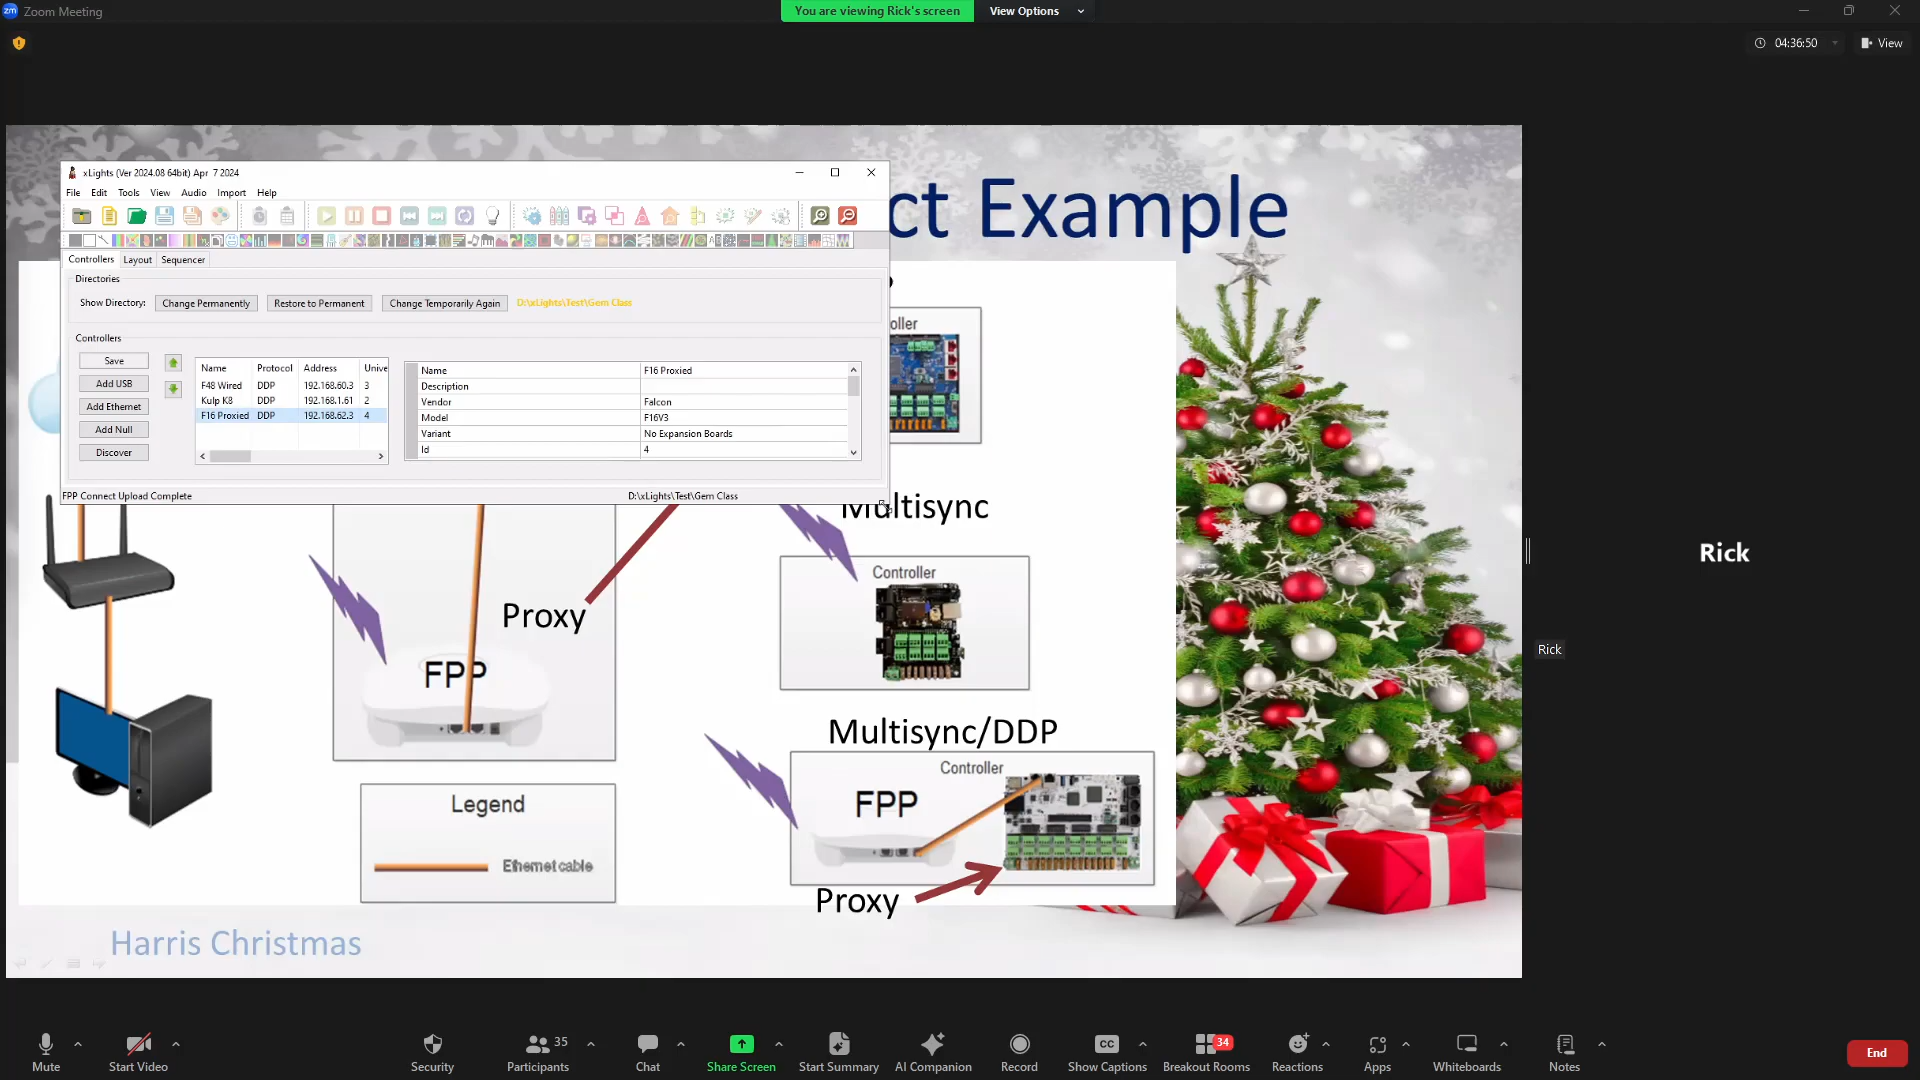 Zoom Meeting
You are viewing Rick's screen
View Options
04:36:50
View
xLights (Ver 2024.08 64bit) Apr 7 2024
File Edit Tools View Audio Import Help
Controllers Layout Sequencer
Directories
Show Directory: Change Permanently Restore to Permanent Change Temporarily Again D:\xLights\Test\Gem Class
Controllers
Save
Add USB
Add Ethernet
Add Null
Discover
Name Protocol Address Unive
F48 Wired DDP 192.168.60.3 3
Kulp K8 DDP 192.168.1.61 2
F16 Proxied DDP 192.168.62.3 4
Name F16 Proxied
Description
Vendor Falcon
Model F16V3
Variant No Expansion Boards
Id 4
FPP Connect Upload Complete D:\xLights\Test\Gem Class
ct Example
oller
Multisync
Controller
Proxy
FPP
Multisync/DDP
Controller
FPP
Legend
Ethernet cable
Proxy
Harris Christmas
Rick
Rick
Mute
Start Video
Security
Participants 35
Chat
Share Screen
Start Summary
AI Companion
Record
CC
Show Captions
Breakout Rooms 34
Reactions
Apps
Whiteboards
Notes
End